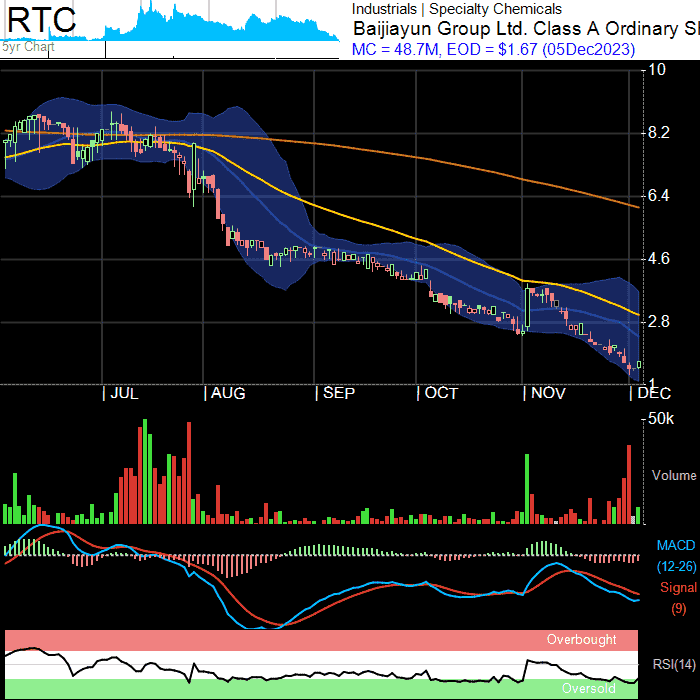 RTC
5yr Chart
Industrials | Specialty Chemicals
Baijiayun Group Ltd. Class A Ordinary
MC = 48.7M, EOD = $1.67 (05Dec2023)
10
8.2
6.4
4.6
2.8
1
JUL AUG SEP OCT NOV DEC
50k
Volume
MACD
(12-26)
Signal
(9)
Overbought
RSI(14)
Oversold